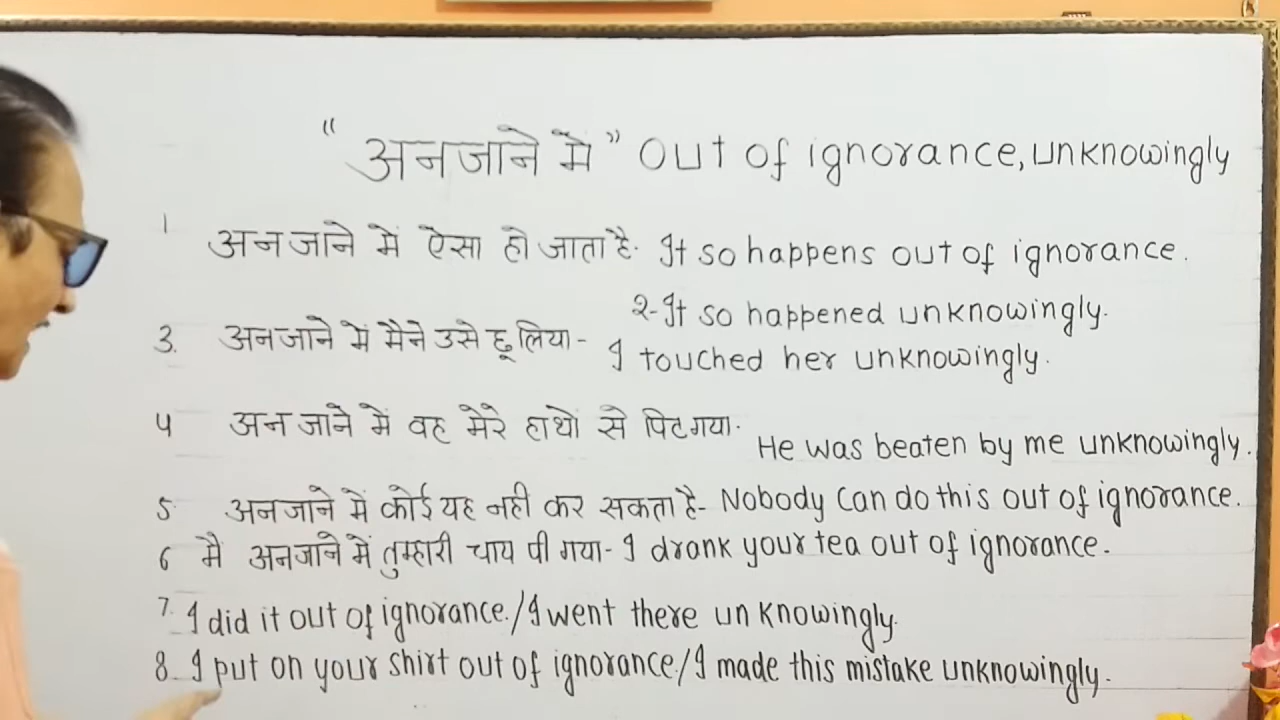 "अनजाने में" out of ignorance, unknowingly
1 अनजाने में ऐसा हो जाता है. It so happens out of ignorance.
2- It so happened unknowingly.
3. अनजाने में मैंने उसे छू लिया - I touched her unknowingly.
4 अनजाने में वह मेरे हाथों से पिट गया. He was beaten by me unknowingly.
5. अनजाने में कोई यह नही कर सकता है- Nobody can do this out of ignorance.
6 मै अनजाने में तुम्हारी चाय पी गया- I drank your tea out of ignorance.
7. I did it out of ignorance./I went there unknowingly.
8. I put on your shirt out of ignorance./I made this mistake unknowingly.